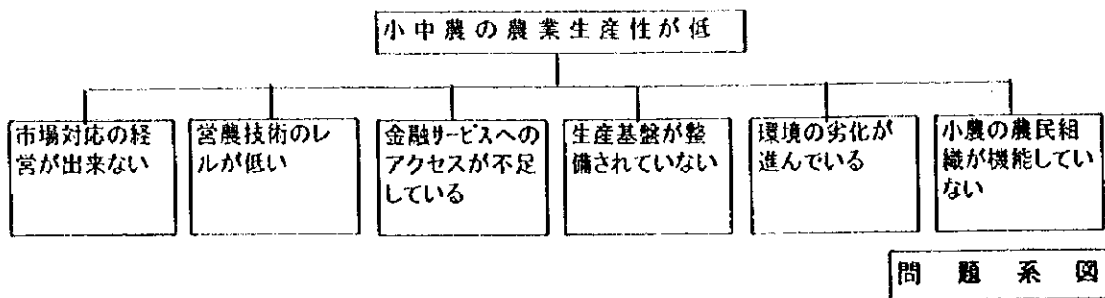 小中農の農業生産性が低
市場対応の経
営が出来ない
営農技術のレ
ルが低い
金融サービスへの
アクセスが不足
している
生産基盤が整
備されていない
環境の劣化が
進んでいる
小農の農民組
織が機能してい
ない
問題系図